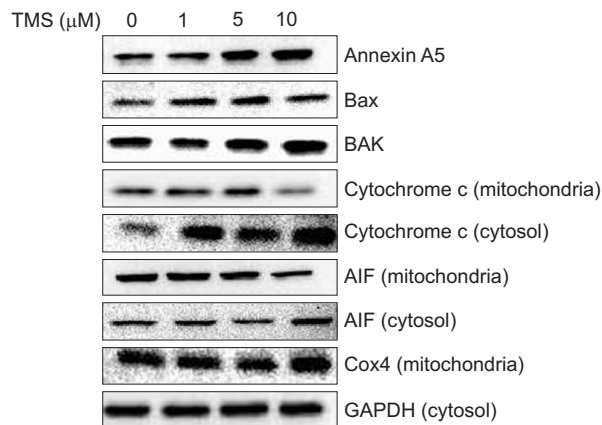 TMS (μM) 0 1 5 10
Annexin A5
Bax
BAK
Cytochrome c (mitochondria)
Cytochrome c (cytosol)
AIF (mitochondria)
AIF (cytosol)
Cox4 (mitochondria)
GAPDH (cytosol)